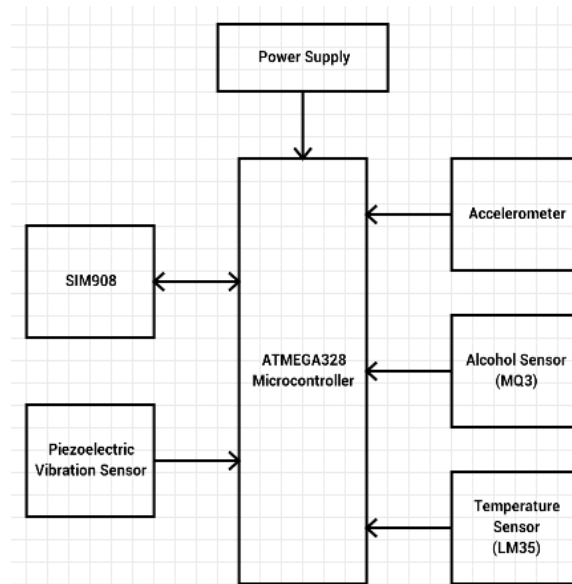 Power Supply
Accelerometer
SIM908
ATMEGA328
Microcontroller
Alcohol Sensor
(MQ3)
Piezoelectric
Vibration Sensor
Temperature
Sensor
(LM35)